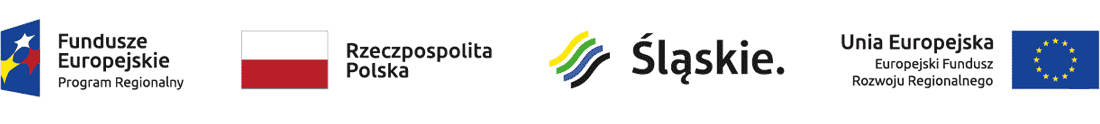 Fundusze
Europejskie
Program Regionalny
Rzeczpospolita
Polska
Śląskie.
Unia Europejska
Europejski Fundusz
Rozwoju Regionalnego